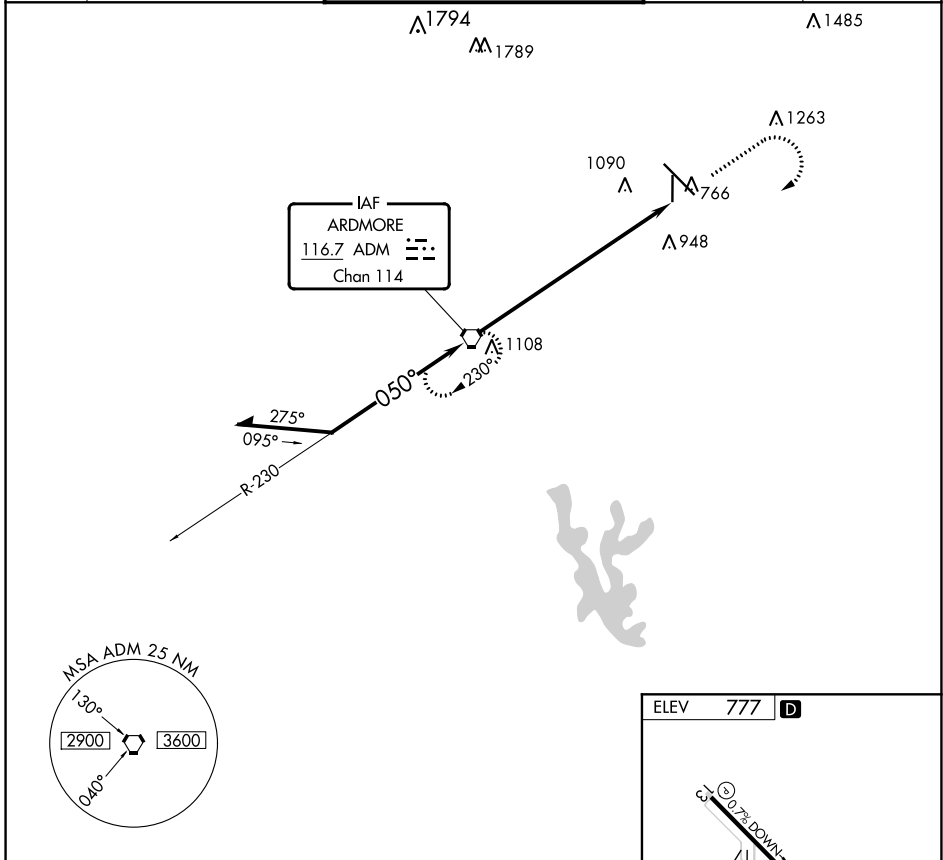 1794
1789
1485
1263
1090
766
948
IAF
ARDMORE
116.7 ADM
Chan 114
1108
230°
050°
275°
095°
R-230
MSA ADM 25 NM
130°
2900
3600
040°
ELEV 777 D
13
P
0.7% DOWN